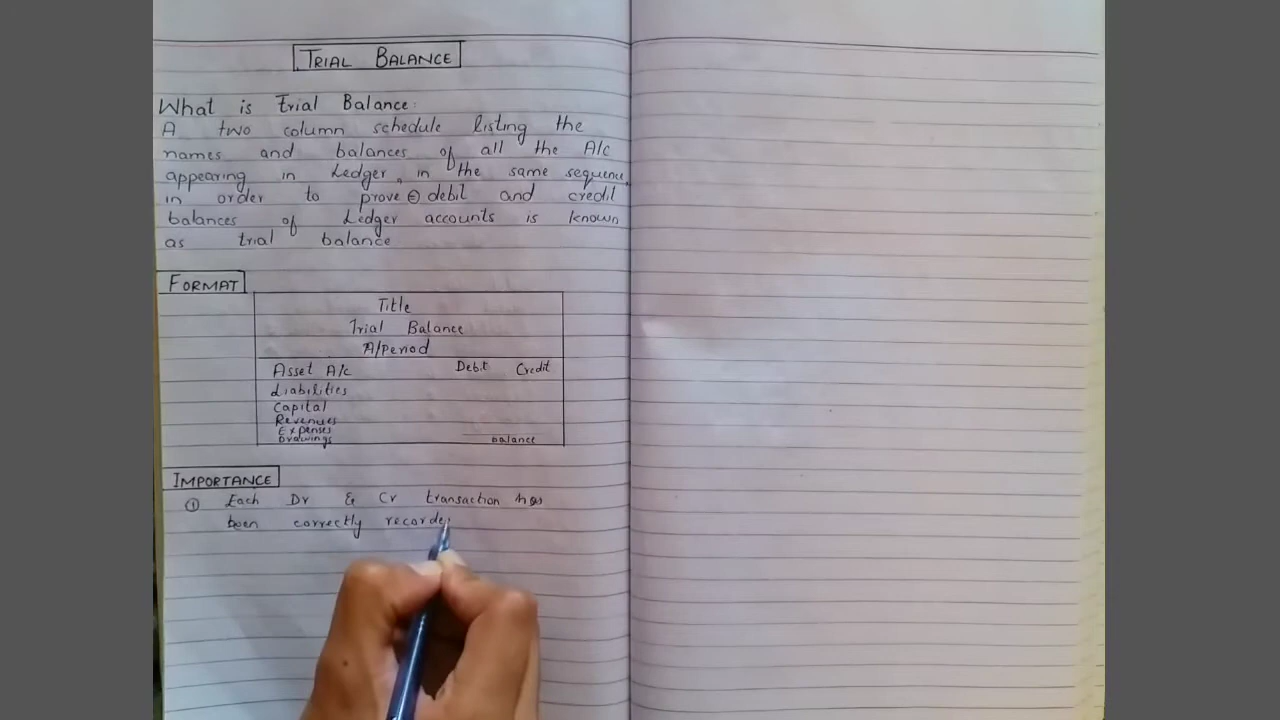 TRIAL BALANCE
What is Trial Balance:
A two column schedule listing the
names and balances of all the A/c
appearing in Ledger, in the same sequence,
in order to prove debit and credit
balances of Ledger accounts is known
as trial balance
FORMAT
Title
Trial Balance
A/Period
Asset A/c Debit Credit
Liabilities
Capital
Revenues
Expenses
Drawings balance
IMPORTANCE
① Each Dr & Cr transaction has
been correctly recorde